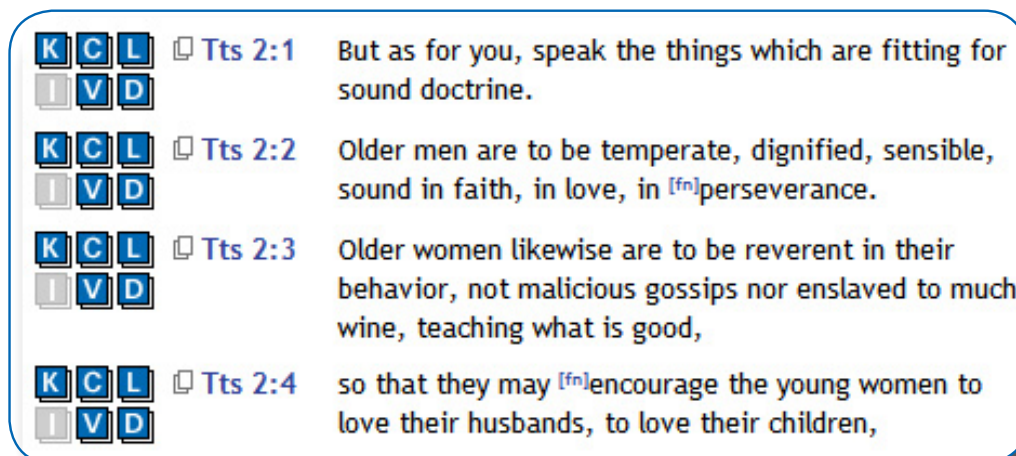 K C L Tts 2:1 But as for you, speak the things which are fitting for
I V D sound doctrine.
K C L Tts 2:2 Older men are to be temperate, dignified, sensible,
I V D sound in faith, in love, in [fn]perseverance.
K C L Tts 2:3 Older women likewise are to be reverent in their
I V D behavior, not malicious gossips nor enslaved to much
wine, teaching what is good,
K C L Tts 2:4 so that they may [fn]encourage the young women to
I V D love their husbands, to love their children,